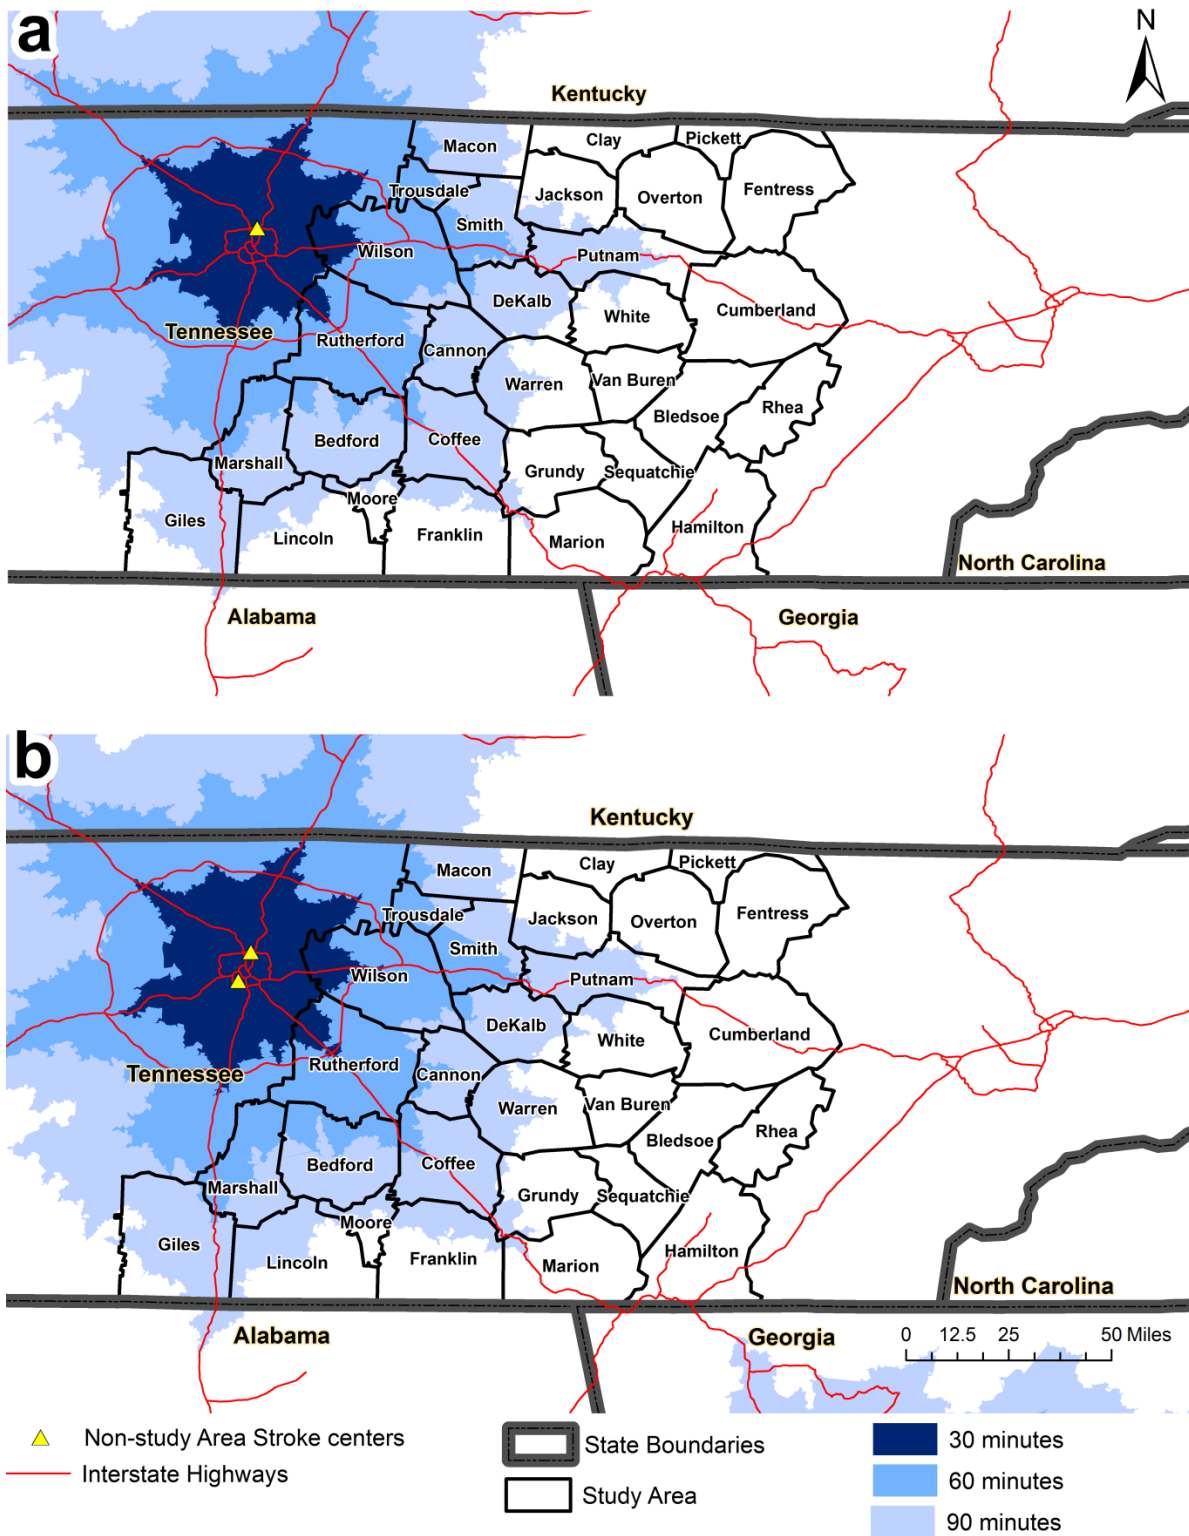 a
N
Kentucky
Clay
Pickett
Macon
Trousdale
Jackson
Overton
Fentress
Smith
Wilson
Putnam
DeKalb
White
Cumberland
Tennessee
Rutherford
Cannon
Warren
Van Buren
Bledsoe
Rhea
Bedford
Coffee
Marshall
Grundy
Sequatchie
Moore
Giles
Lincoln
Franklin
Marion
Hamilton
North Carolina
Alabama
Georgia
b
Kentucky
Clay
Pickett
Macon
Trousdale
Jackson
Overton
Fentress
Smith
Wilson
Putnam
DeKalb
White
Cumberland
Tennessee
Rutherford
Cannon
Warren
Van Buren
Bledsoe
Rhea
Bedford
Coffee
Marshall
Grundy
Sequatchie
Moore
Giles
Lincoln
Franklin
Marion
Hamilton
North Carolina
Alabama
Georgia
0 12.5 25 50 Miles
Non-study Area Stroke centers
Interstate Highways
State Boundaries
Study Area
30 minutes
60 minutes
90 minutes